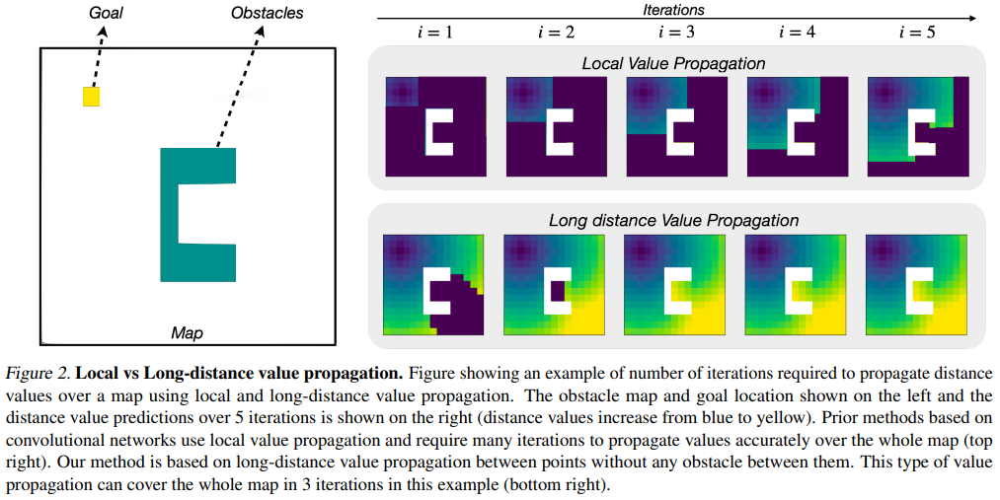 Goal
Obstacles
Map
Iterations
i = 1
i = 2
i = 3
i = 4
i = 5
Local Value Propagation
Long distance Value Propagation
Figure 2. Local vs Long-distance value propagation. Figure showing an example of number of iterations required to propagate distance
values over a map using local and long-distance value propagation. The obstacle map and goal location shown on the left and the
distance value predictions over 5 iterations is shown on the right (distance values increase from blue to yellow). Prior methods based on
convolutional networks use local value propagation and require many iterations to propagate values accurately over the whole map (top
right). Our method is based on long-distance value propagation between points without any obstacle between them. This type of value
propagation can cover the whole map in 3 iterations in this example (bottom right).